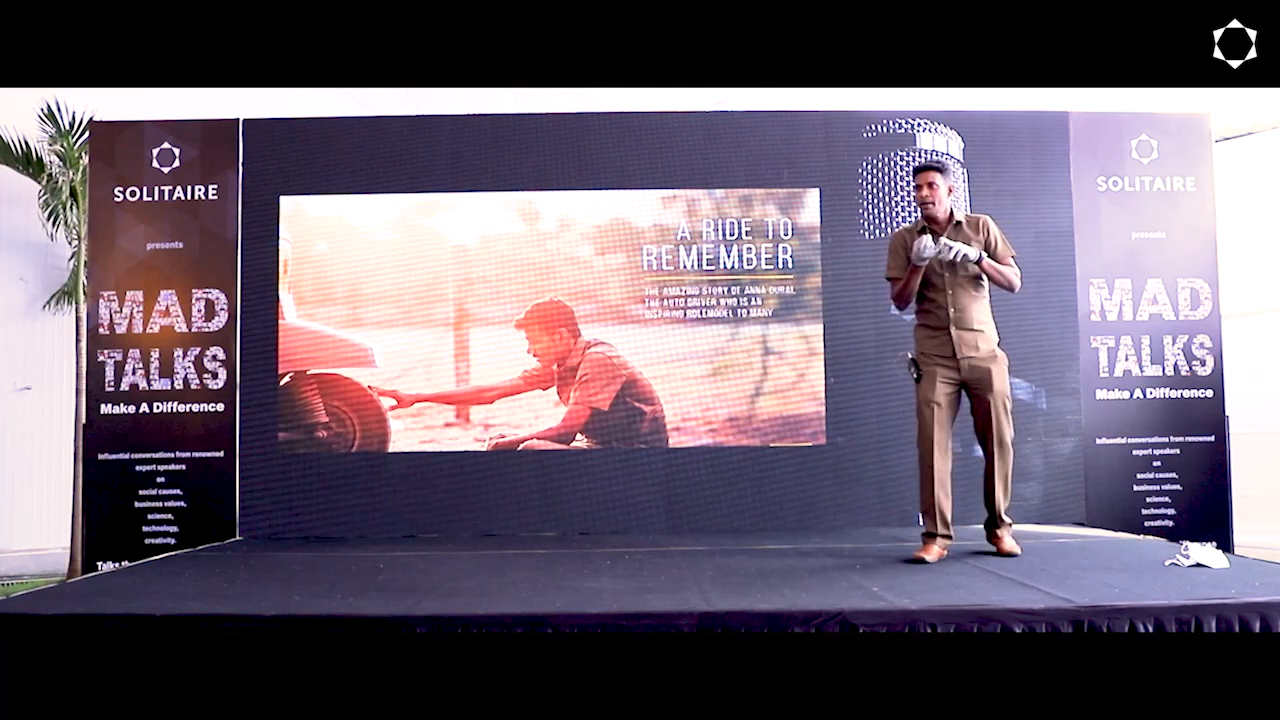 SOLITAIRE
presents
MAD
TALKS
Make A Difference
Influential conversations from renowned
expert speakers
on
social causes,
business values,
science,
technology,
creativity.
Talks
A RIDE TO
REMEMBER
THE AMAZING STORY OF ANNA DURAI,
THE AUTO DRIVER WHO IS AN
INSPIRING ROLEMODEL TO MANY
SOLITAIRE
presents
MAD
TALKS
Make A Difference
Influential conversations from renowned
expert speakers
on
social causes,
business values,
science,
technology,
creativity.